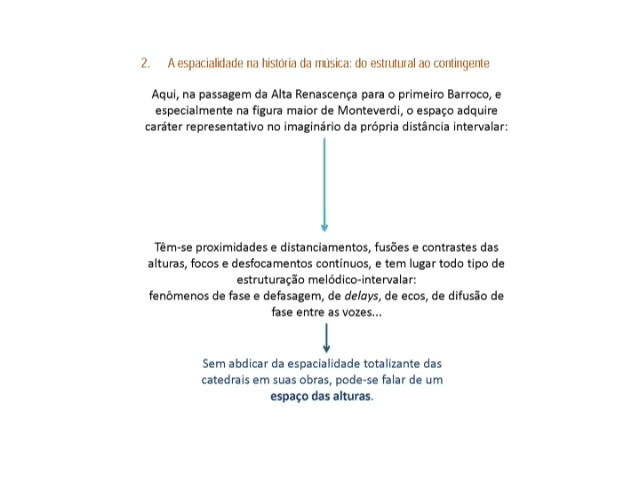 2. A espacialidade na história da música: do estrutural ao contingente
Aqui, na passagem da Alta Renascença para o primeiro Barroco, e
especialmente na figura maior de Monteverdi, o espaço adquire
caráter representativo no imaginário da própria distância intervalar:
Têm-se proximidades e distanciamentos, fusões e contrastes das
alturas, focos e desfocamentos contínuos, e tem lugar todo tipo de
estruturação melódico-intervalar:
fenômenos de fase e defasagem, de delays, de ecos, de difusão de
fase entre as vozes...
Sem abdicar da espacialidade totalizante das
catedrais em suas obras, pode-se falar de um
espaço das alturas.